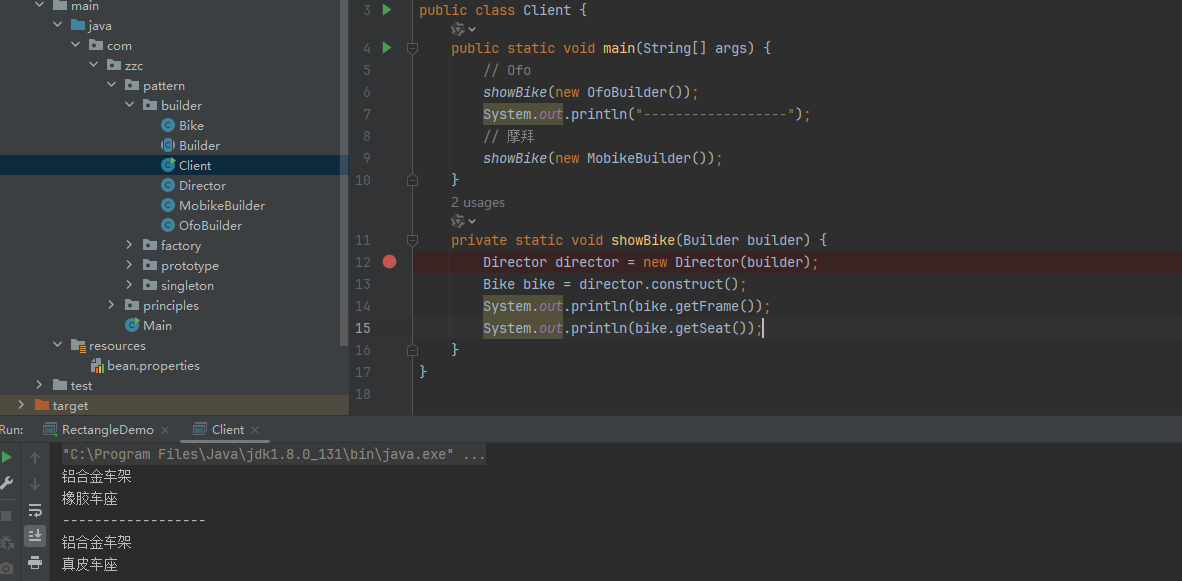 main
java
com
zzc
pattern
builder
Bike
Builder
Client
Director
MobikeBuilder
OfoBuilder
factory
prototype
singleton
principles
Main
resources
bean.properties
test
target
3 public class Client {
4 public static void main(String[] args) {
5 // Ofo
6 showBike(new OfoBuilder());
7 System.out.println("------------------");
8 // 摩拜
9 showBike(new MobikeBuilder());
10 }
2 usages
11 private static void showBike(Builder builder) {
12 Director director = new Director(builder);
13 Bike bike = director.construct();
14 System.out.println(bike.getFrame());
15 System.out.println(bike.getSeat());
16 }
17 }
18
Run: RectangleDemo Client
"C:\Program Files\Java\jdk1.8.0_131\bin\java.exe" ...
铝合金车架
橡胶车座
------------------
铝合金车架
真皮车座